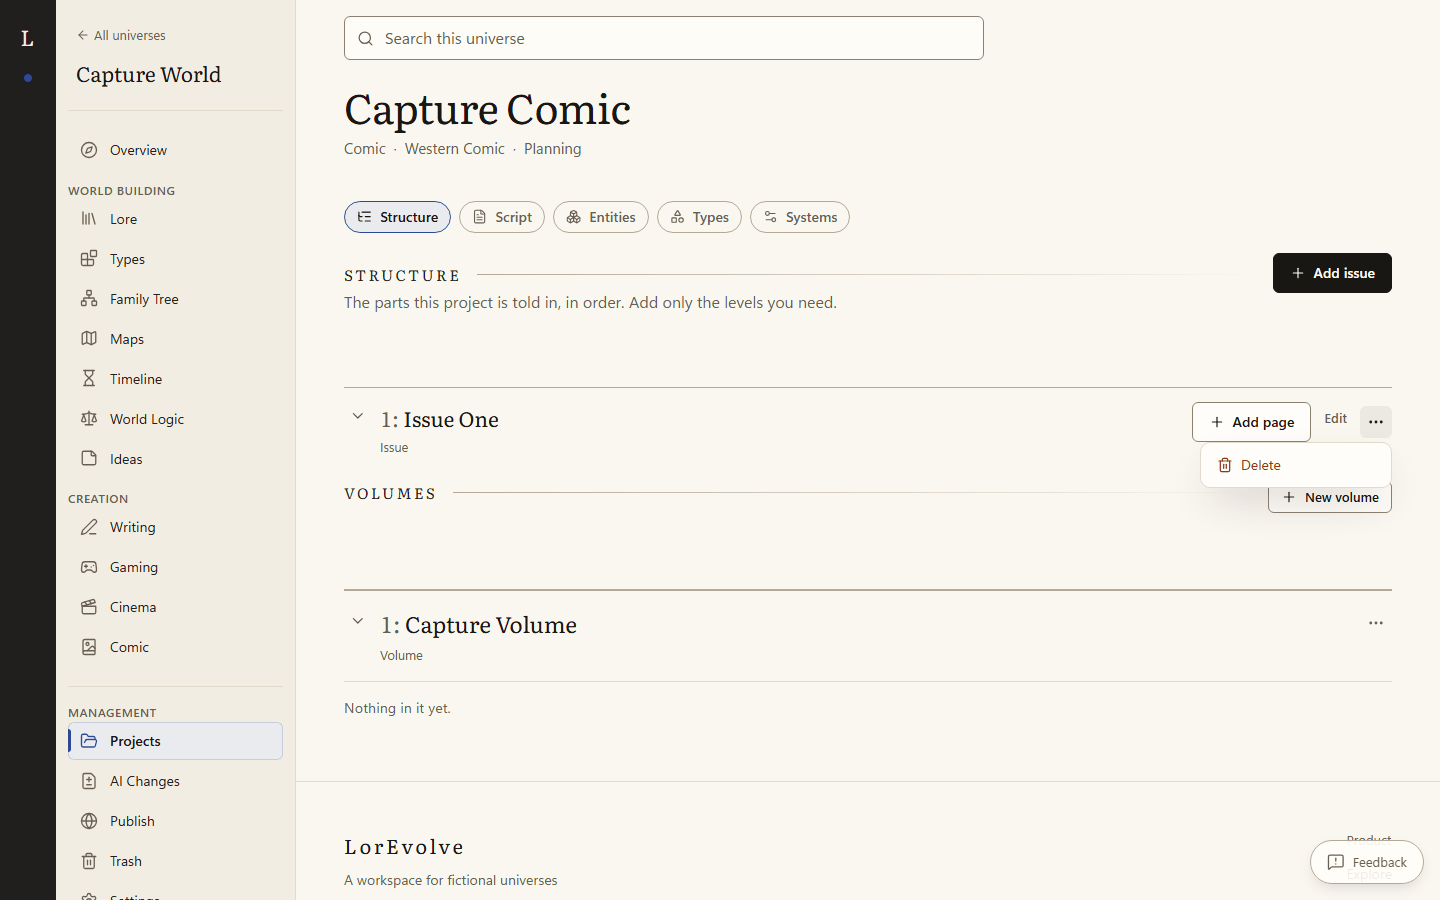 L
All universes
Capture World
Overview
WORLD BUILDING
Lore
Types
Family Tree
Maps
Timeline
World Logic
Ideas
CREATION
Writing
Gaming
Cinema
Comic
MANAGEMENT
Projects
AI Changes
Publish
Trash
Settings
Search this universe
Capture Comic
Comic · Western Comic · Planning
Structure Script Entities Types Systems
STRUCTURE
Add issue
The parts this project is told in, in order. Add only the levels you need.
1: Issue One
Issue
Add page Edit
Delete
VOLUMES
New volume
1: Capture Volume
Volume
Nothing in it yet.
LorEvolve
A workspace for fictional universes
Product
Explore
Feedback